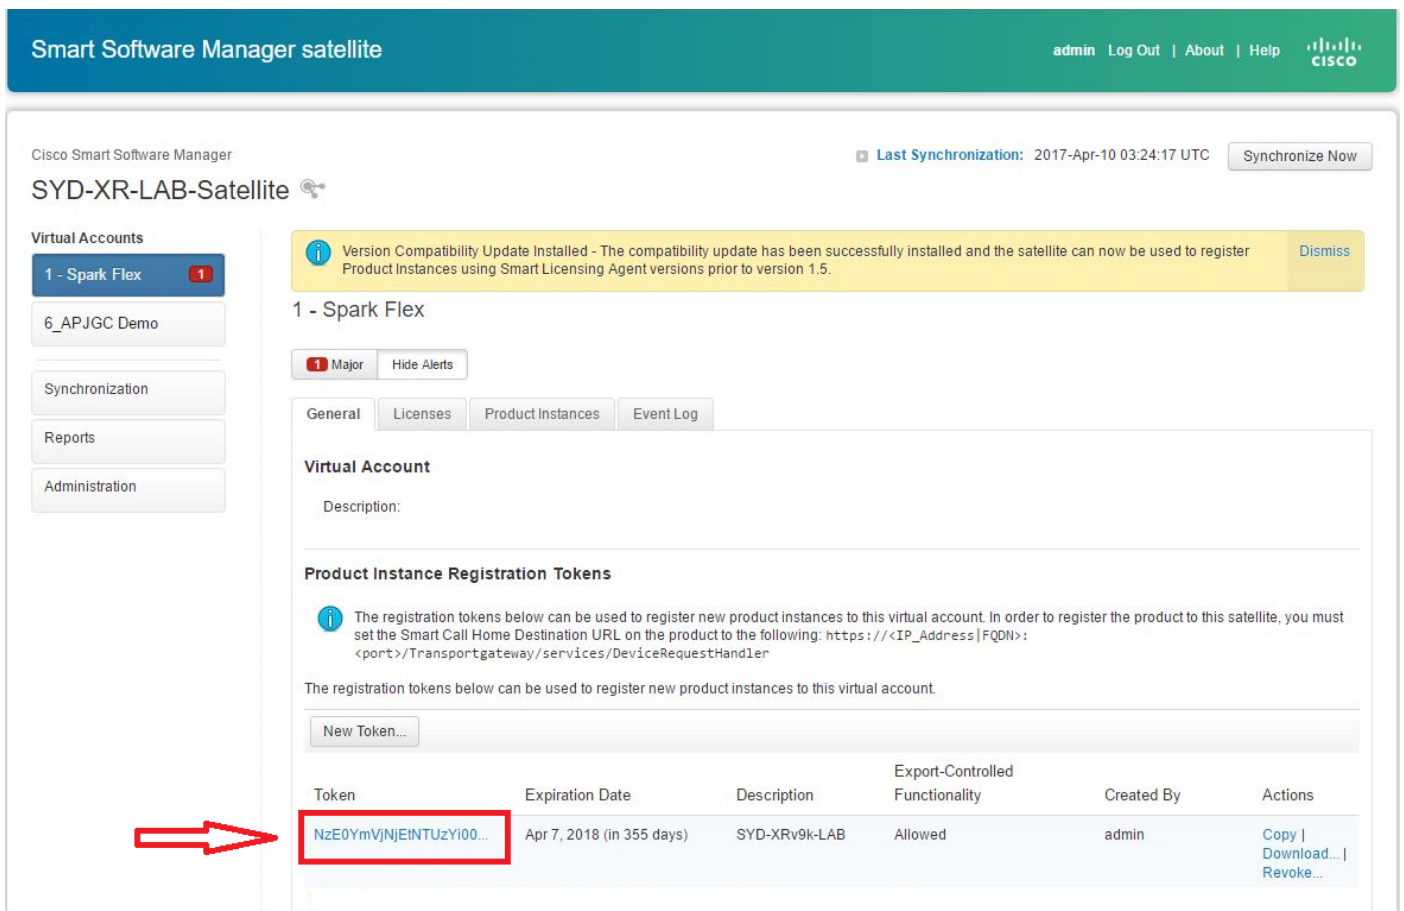 Smart Software Manager satellite
admin Log Out | About | Help
CISCO
Cisco Smart Software Manager
Last Synchronization: 2017-Apr-10 03:24:17 UTC
Synchronize Now
SYD-XR-LAB-Satellite
Virtual Accounts
1 - Spark Flex 1
6_APJGC Demo
Synchronization
Reports
Administration
Version Compatibility Update Installed - The compatibility update has been successfully installed and the satellite can now be used to register
Product Instances using Smart Licensing Agent versions prior to version 1.5.
Dismiss
1 - Spark Flex
1 Major Hide Alerts
General Licenses Product Instances Event Log
Virtual Account
Description:
Product Instance Registration Tokens
The registration tokens below can be used to register new product instances to this virtual account. In order to register the product to this satellite, you must
set the Smart Call Home Destination URL on the product to the following: https://<IP_Address|FQDN>:
<port>/Transportgateway/services/DeviceRequestHandler
The registration tokens below can be used to register new product instances to this virtual account.
New Token...
Token Expiration Date Description Export-Controlled Functionality Created By Actions
NzE0YmVjNjEtNTUzYi00... Apr 7, 2018 (in 355 days) SYD-XRv9k-LAB Allowed admin Copy |
Download... |
Revoke...